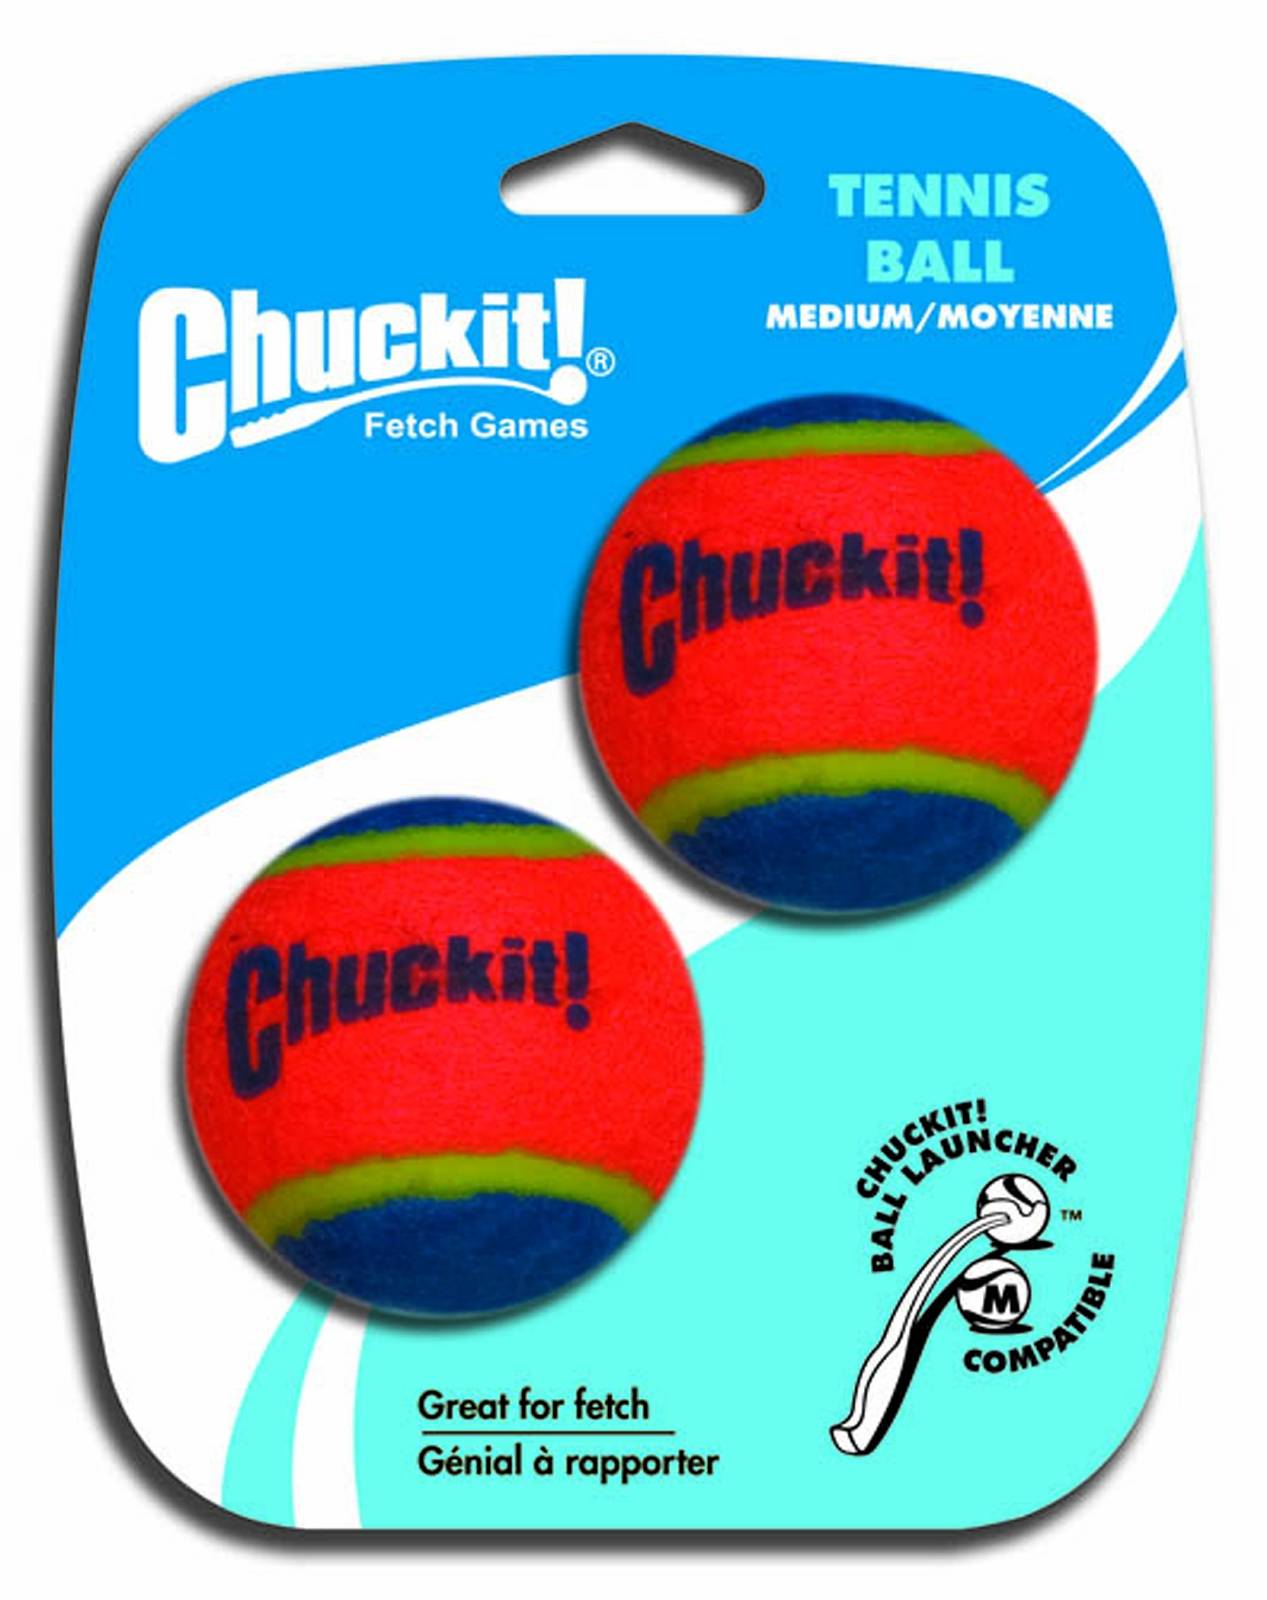 TENNIS
BALL
MEDIUM/MOYENNE
Chuckit!®
Fetch Games
Chuckit!
Chuckit!
CHUCKIT!
BALL LAUNCHER
™
M
COMPATIBLE
Great for fetch
Génial à rapporter